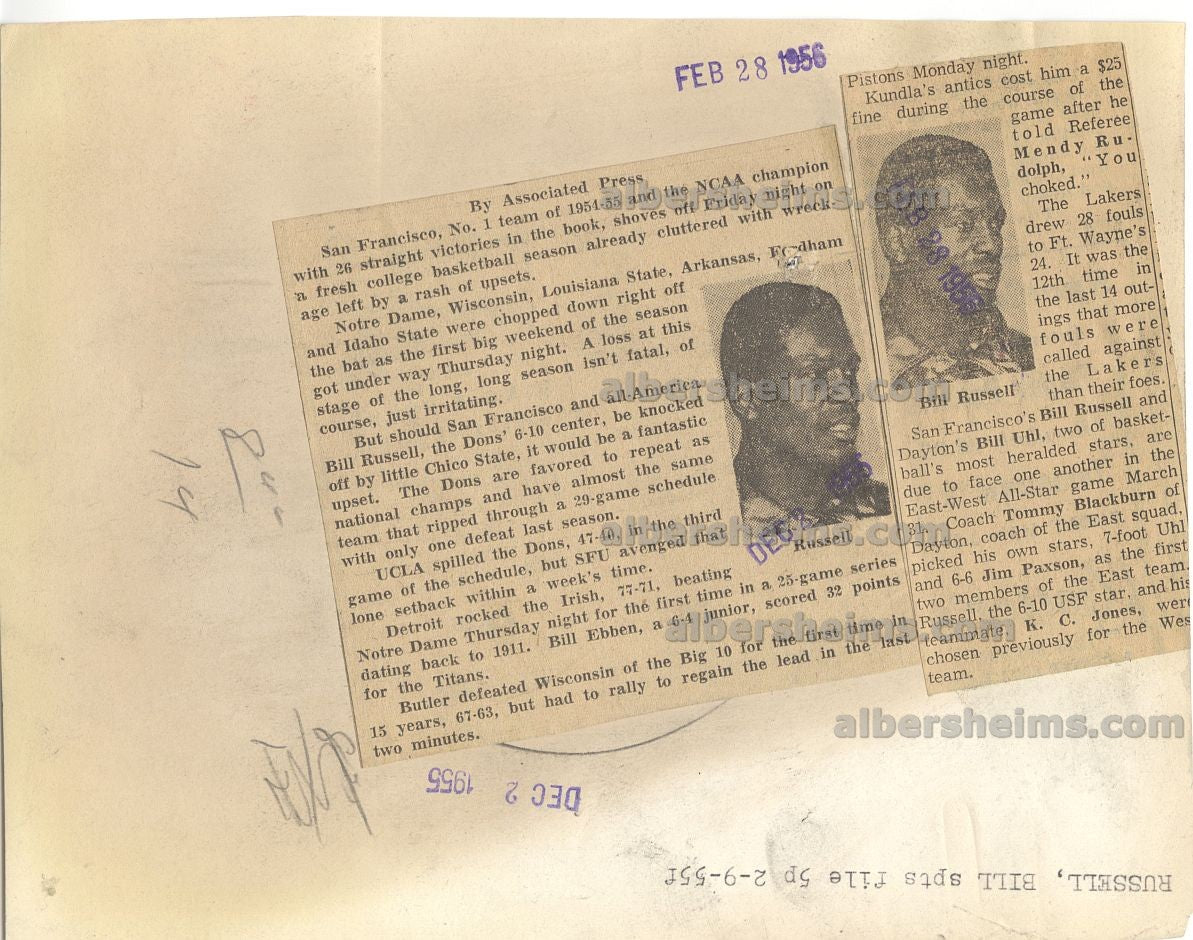 FEB 28 1956
By Associated Press
San Francisco, No. 1 team of 1954-55 and the NCAA champion
with 26 straight victories in the book, shoves off Friday night on
a fresh college basketball season already cluttered with wreck-
age left by a rash of upsets.
Notre Dame, Wisconsin, Louisiana State, Arkansas, Fordham
and Idaho State were chopped down right off
the bat as the first big weekend of the season
got under way Thursday night. A loss at this
stage of the long, long season isn't fatal, of
course, just irritating.
But should San Francisco and all-America
Bill Russell, the Dons' 6-10 center, be knocked
off by little Chico State, it would be a fantastic
upset. The Dons are favored to repeat as
national champs and have almost the same
team that ripped through a 29-game schedule
with only one defeat last season.
UCLA spilled the Dons, 47-40, in the third
game of the schedule, but SFU avenged that
lone setback within a week's time.
Detroit rocked the Irish, 77-71, beating
Notre Dame Thursday night for the first time in a 25-game series
dating back to 1911. Bill Ebben, a 6-4 junior, scored 32 points
for the Titans.
Butler defeated Wisconsin of the Big 10 for the first time in
15 years, 67-63, but had to rally to regain the lead in the last
two minutes.
Russell
DEC 2 1955
Pistons Monday night.
Kundla's antics cost him a $25
fine during the course of the
game after he
told Referee
Mendy Ru-
dolph, "You
choked."
The Lakers
drew 28 fouls
to Ft. Wayne's
24. It was the
12th time in
the last 14 out-
ings that more
fouls were
called against
the Lakers
than their foes.
FEB 28 1956
Bill Russell
San Francisco's Bill Russell and
Dayton's Bill Uhl, two of basket-
ball's most heralded stars, are
due to face one another in the
East-West All-Star game March
31. Coach Tommy Blackburn of
Dayton, coach of the East squad,
picked his own stars, 7-foot Uhl
and 6-6 Jim Paxson, as the first
two members of the East team.
Russell, the 6-10 USF star, and his
teammate, K. C. Jones, were
chosen previously for the Wes
team.
DEC 2 1955
RUSSELL, BILL spts file 5p 2-9-55f
albersheims.com
albersheims.com
albersheims.com
albersheims.com
albersheims.com